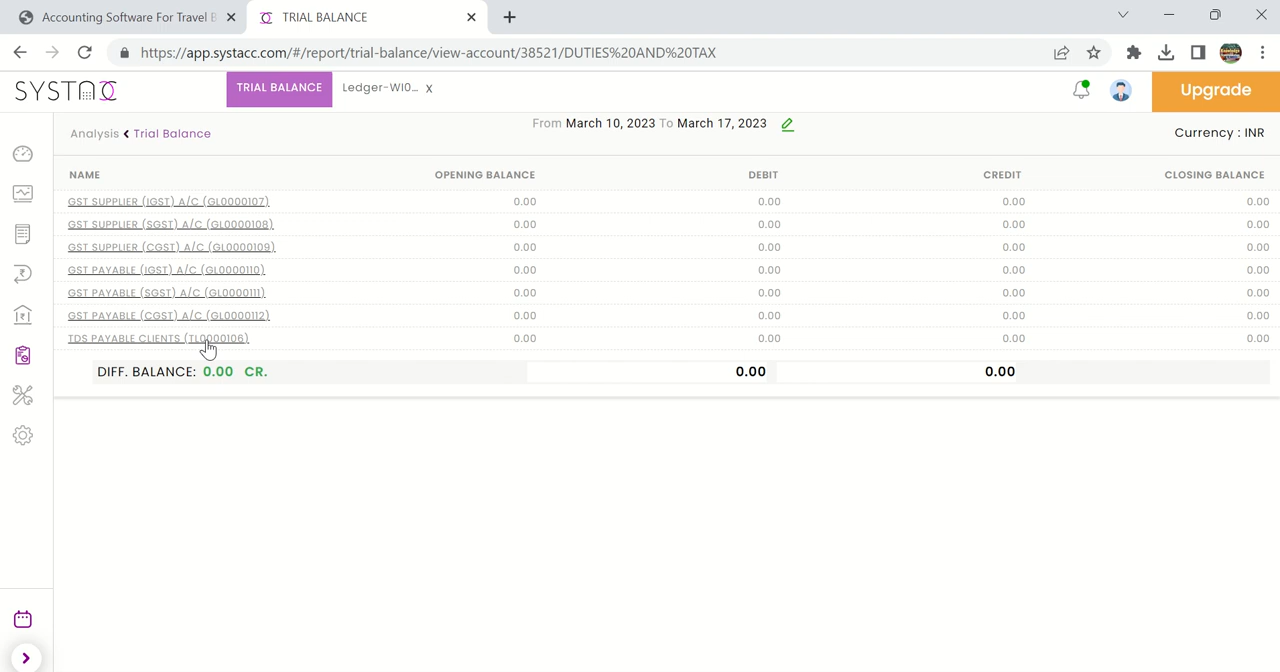 Accounting Software For Travel B
TRIAL BALANCE
https://app.systacc.com/#/report/trial-balance/view-account/38521/DUTIES%20AND%20TAX
SYSTACC
TRIAL BALANCE
Ledger-WI0... X
Upgrade
Analysis < Trial Balance
From March 10, 2023 To March 17, 2023
Currency : INR
NAME OPENING BALANCE DEBIT CREDIT CLOSING BALANCE
GST SUPPLIER (IGST) A/C (GL0000107) 0.00 0.00 0.00 0.00
GST SUPPLIER (SGST) A/C (GL0000108) 0.00 0.00 0.00 0.00
GST SUPPLIER (CGST) A/C (GL0000109) 0.00 0.00 0.00 0.00
GST PAYABLE (IGST) A/C (GL0000110) 0.00 0.00 0.00 0.00
GST PAYABLE (SGST) A/C (GL0000111) 0.00 0.00 0.00 0.00
GST PAYABLE (CGST) A/C (GL0000112) 0.00 0.00 0.00 0.00
TDS PAYABLE CLIENTS (TL0000106) 0.00 0.00 0.00 0.00
DIFF. BALANCE: 0.00 CR. 0.00 0.00